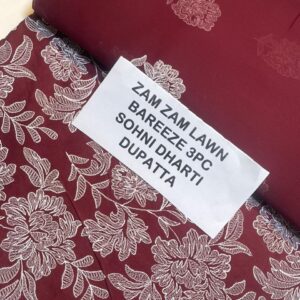 ZAM ZAM LAWN
BAREEZE 3PC
SOHNI DHARTI
DUPATTA